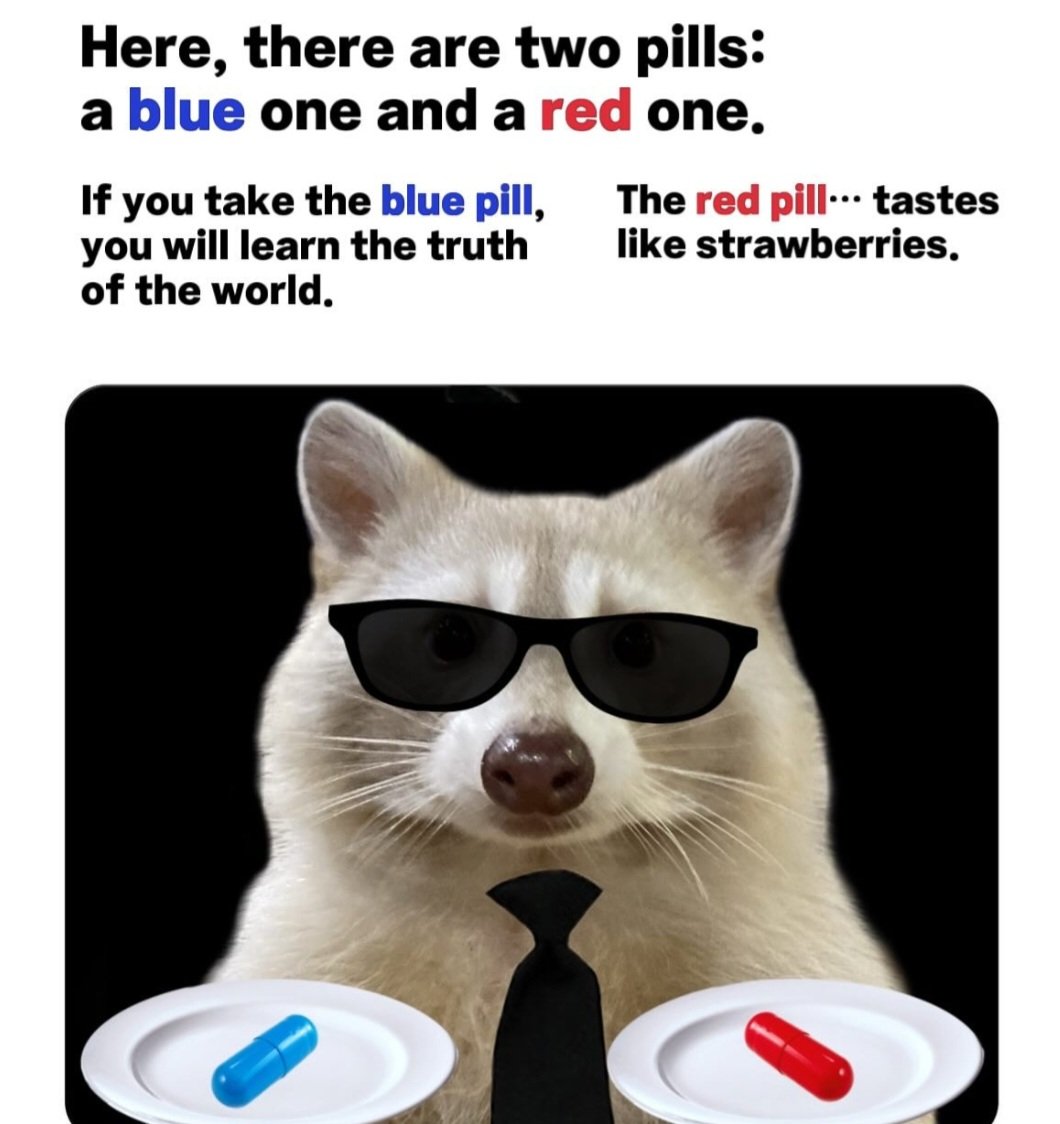 Here, there are two pills:
a blue one and a red one.
If you take the blue pill,
you will learn the truth
of the world.
The red pill··· tastes
like strawberries.